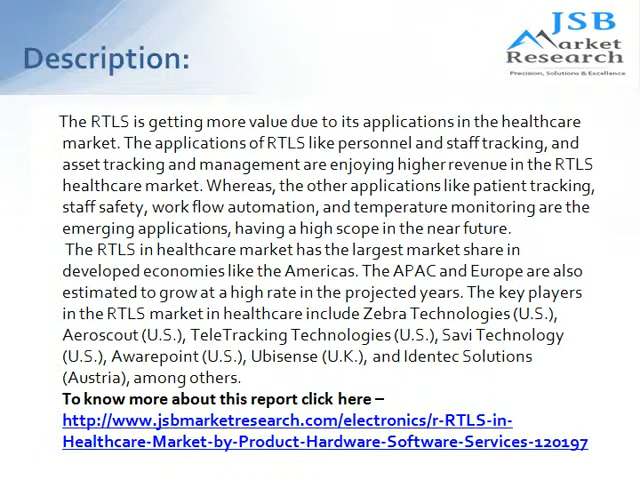 JSB
Market
Research
Precision, Solutions & Excellence
Description:
The RTLS is getting more value due to its applications in the healthcare
market. The applications of RTLS like personnel and staff tracking, and
asset tracking and management are enjoying higher revenue in the RTLS
healthcare market. Whereas, the other applications like patient tracking,
staff safety, work flow automation, and temperature monitoring are the
emerging applications, having a high scope in the near future.
The RTLS in healthcare market has the largest market share in
developed economies like the Americas. The APAC and Europe are also
estimated to grow at a high rate in the projected years. The key players
in the RTLS market in healthcare include Zebra Technologies (U.S.),
Aeroscout (U.S.), TeleTracking Technologies (U.S.), Savi Technology
(U.S.), Awarepoint (U.S.), Ubisense (U.K.), and Identec Solutions
(Austria), among others.
To know more about this report click here –
http://www.jsbmarketresearch.com/electronics/r-RTLS-in-
Healthcare-Market-by-Product-Hardware-Software-Services-120197